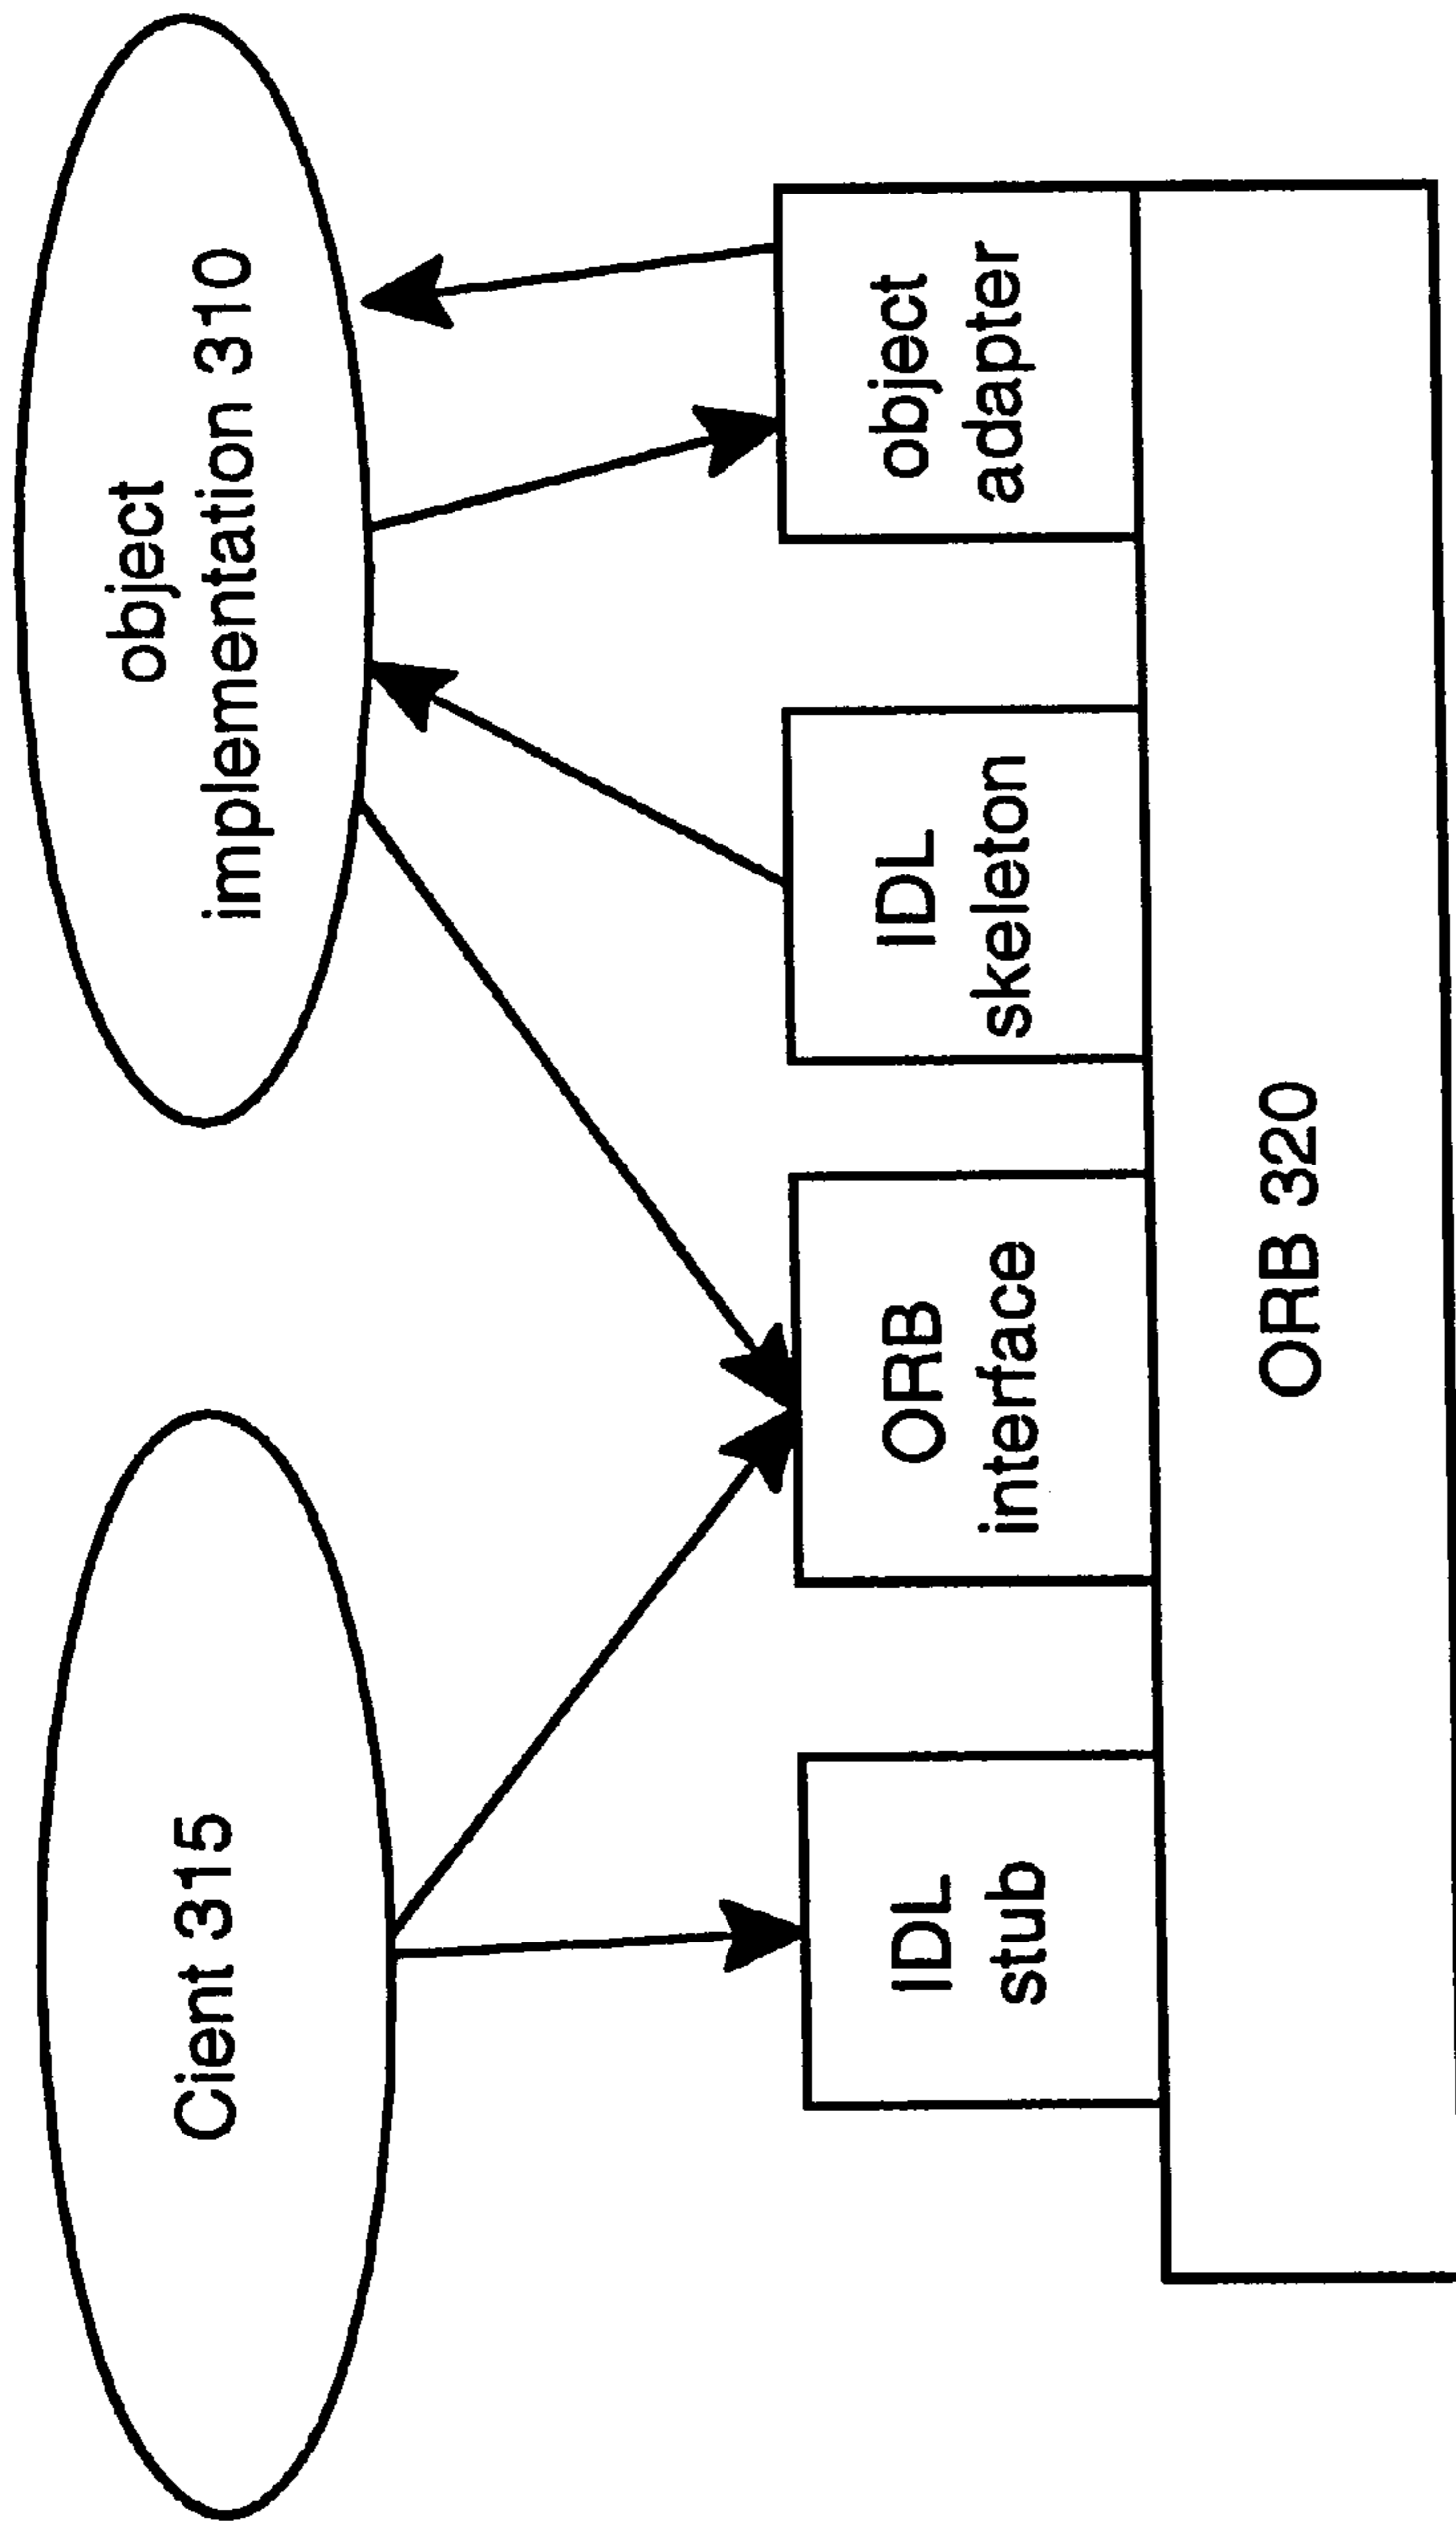 Cient 315
object
implementation 310
IDL
stub
ORB
interface
IDL
skeleton
object
adapter
ORB 320